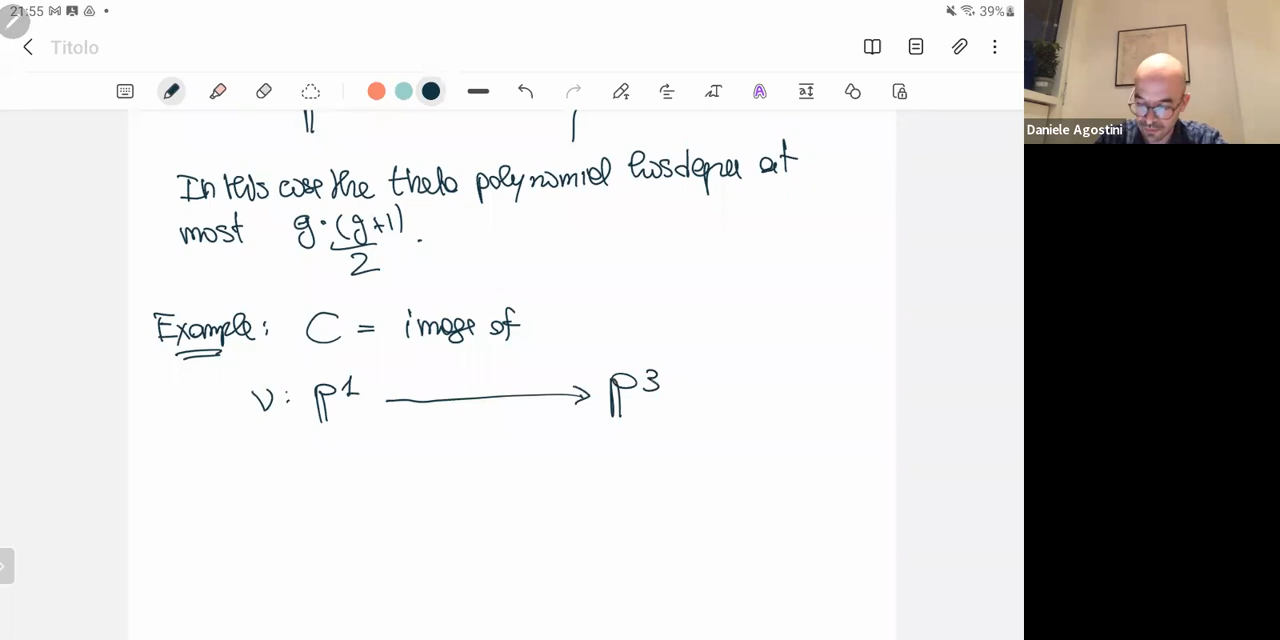 21:55
39%
Titolo
Daniele Agostini
In this case the theta polynomial has degree at
most g·(g+1)/2.
Example: C = image of
ν: P¹ → P³